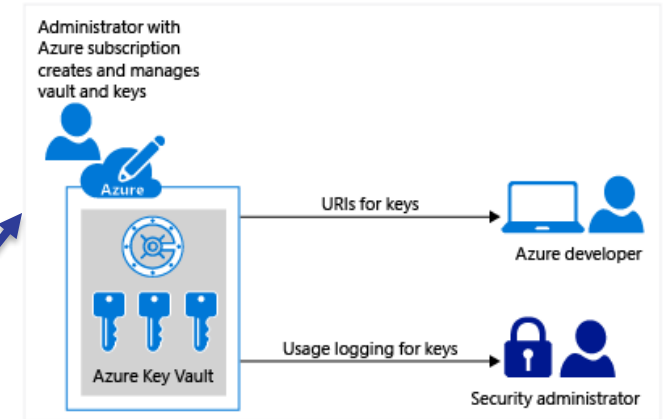 Administrator with
Azure subscription
creates and manages
vault and keys
Azure
URIs for keys
Azure developer
Usage logging for keys
Azure Key Vault
Security administrator